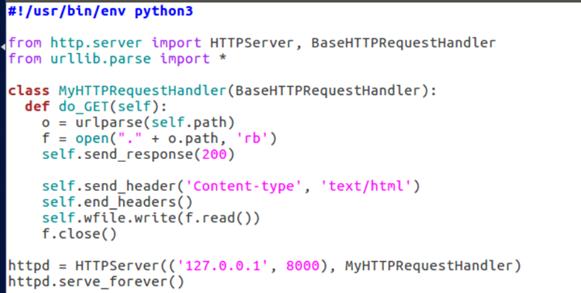 #!/usr/bin/env python3
from http.server import HTTPServer, BaseHTTPRequestHandler
from urllib.parse import *
class MyHTTPRequestHandler(BaseHTTPRequestHandler):
  def do_GET(self):
    o = urlparse(self.path)
    f = open("." + o.path, 'rb')
    self.send_response(200)
    self.send_header('Content-type', 'text/html')
    self.end_headers()
    self.wfile.write(f.read())
    f.close()
httpd = HTTPServer(('127.0.0.1', 8000), MyHTTPRequestHandler)
httpd.serve_forever()